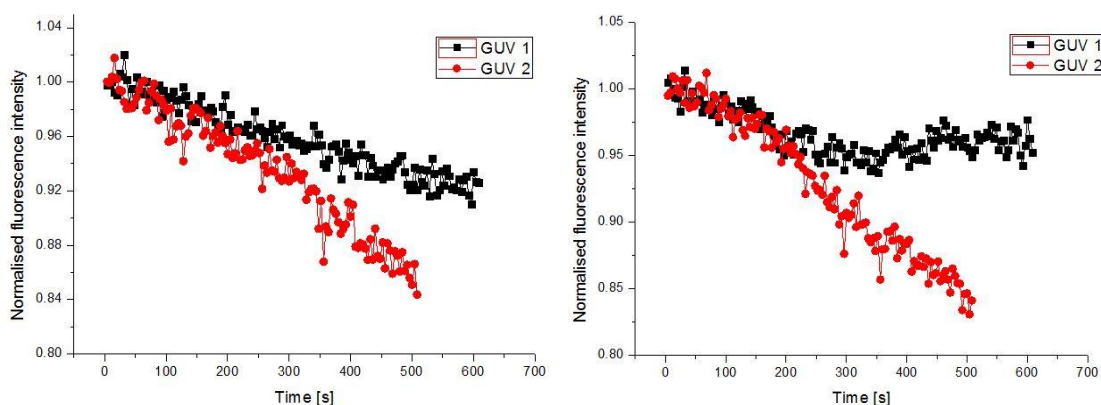 1.04
1.00
0.96
0.92
0.88
0.84
0.80
Normalised fluorescence intensity
GUV 1
GUV 2
0 100 200 300 400 500 600 700
Time [s]
1.05
1.00
0.95
0.90
0.85
0.80
Normalised fluorescence intensity
GUV 1
GUV 2
0 100 200 300 400 500 600 700
Time [s]